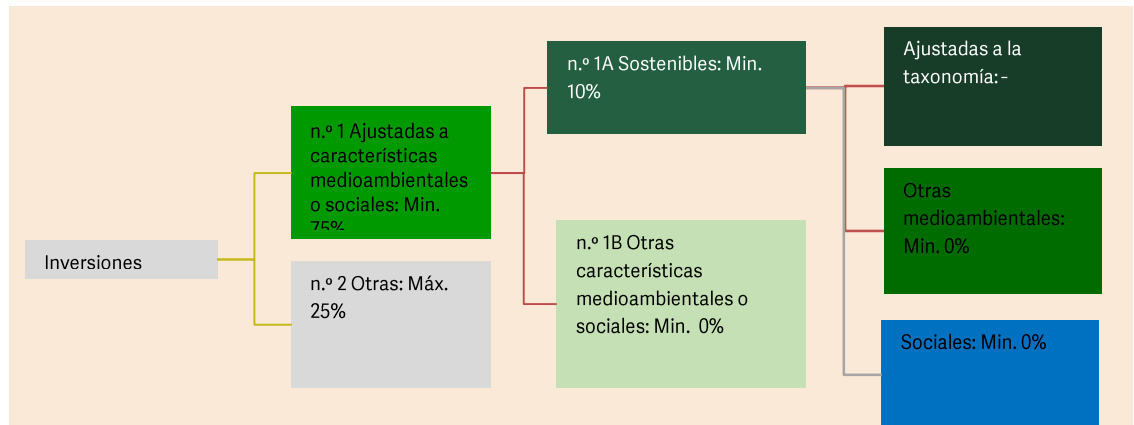 Inversiones
n.º 1 Ajustadas a
características
medioambientales
o sociales: Min.
75%
n.º 2 Otras: Máx.
25%
n.º 1A Sostenibles: Min.
10%
n.º 1B Otras
características
medioambientales o
sociales: Min.  0%
Ajustadas a la
taxonomía: -
Otras
medioambientales:
Min. 0%
Sociales: Min. 0%